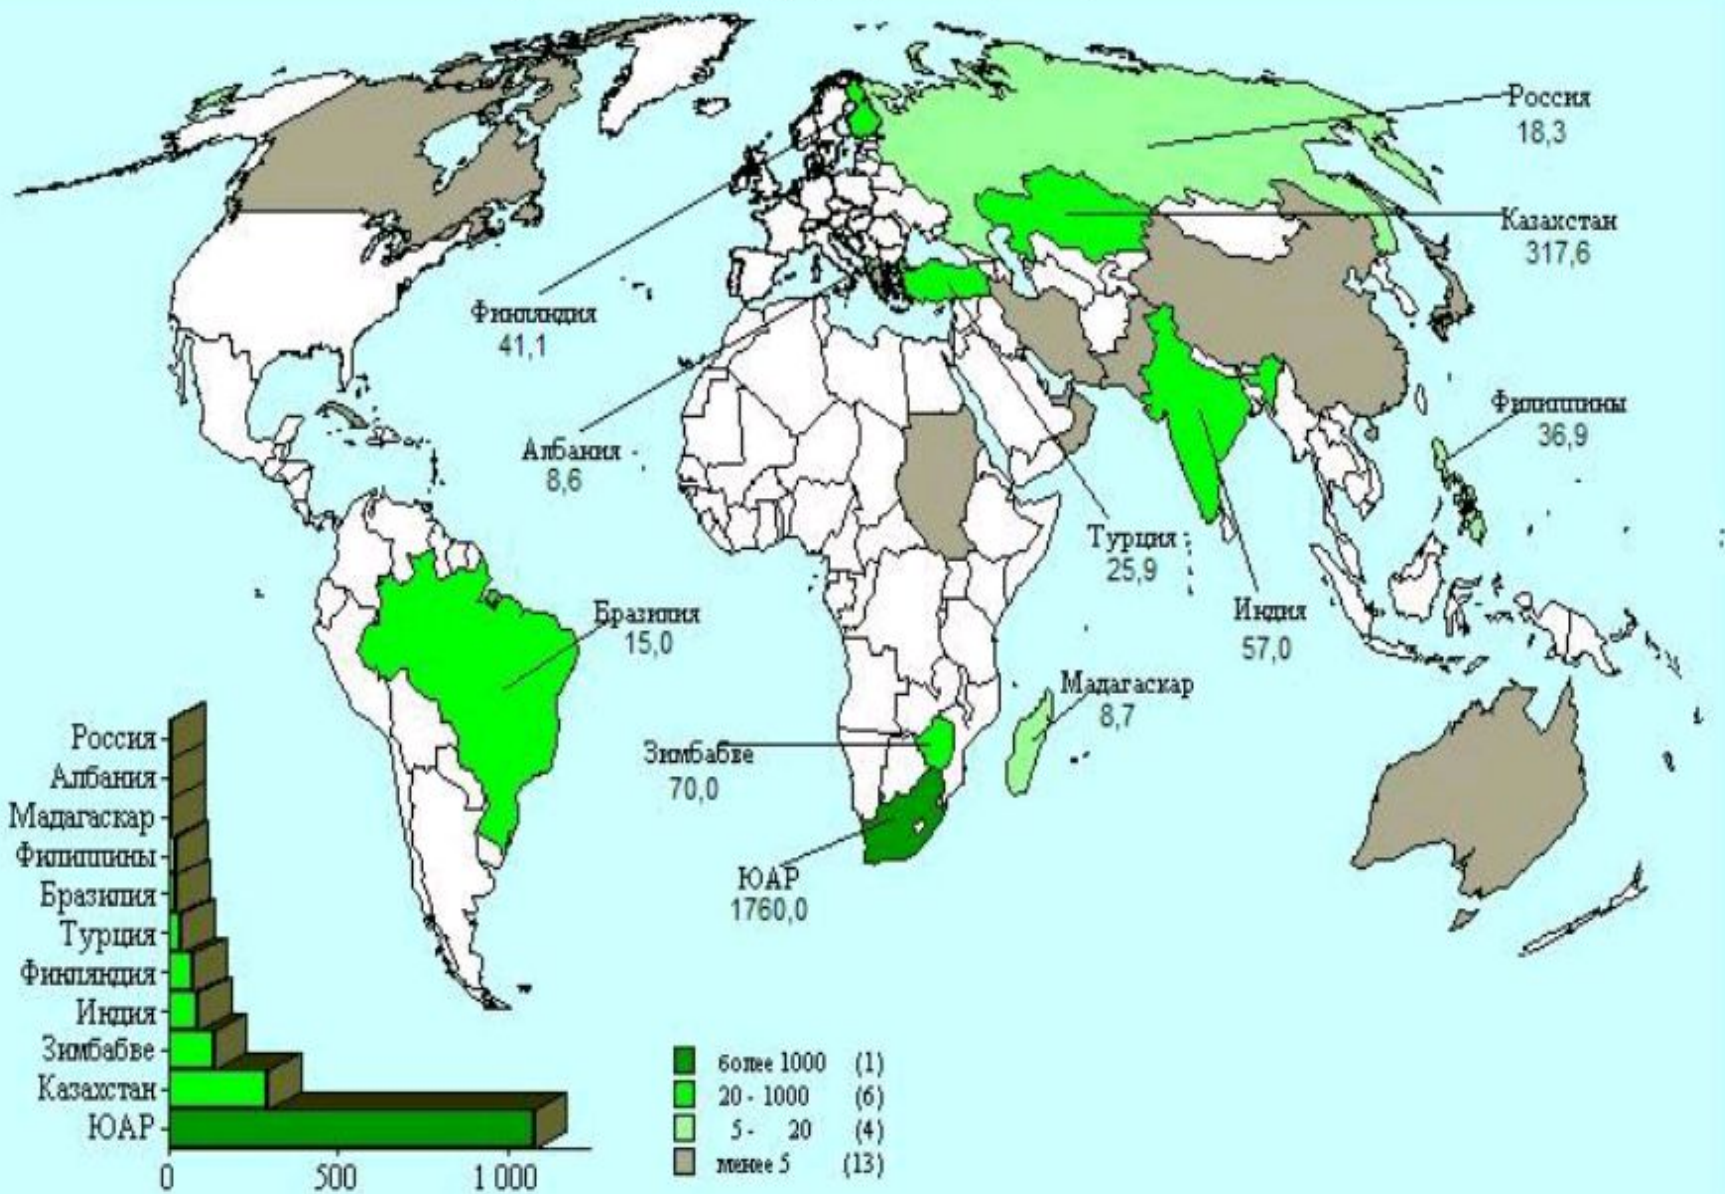 Россия
18,3
Казахстан
317,6
Финляндия
41,1
Филиппины
36,9
Албания
8,6
Турция
25,9
Бразилия
15,0
Индия
57,0
Мадагаскар
8,7
Зимбабве
70,0
ЮАР
1760,0
Россия
Албания
Мадагаскар
Филиппины
Бразилия
Турция
Финляндия
Индия
Зимбабве
Казахстан
ЮАР
0 500 1 000
более 1000 (1)
20 - 1000 (6)
5 - 20 (4)
менее 5 (13)